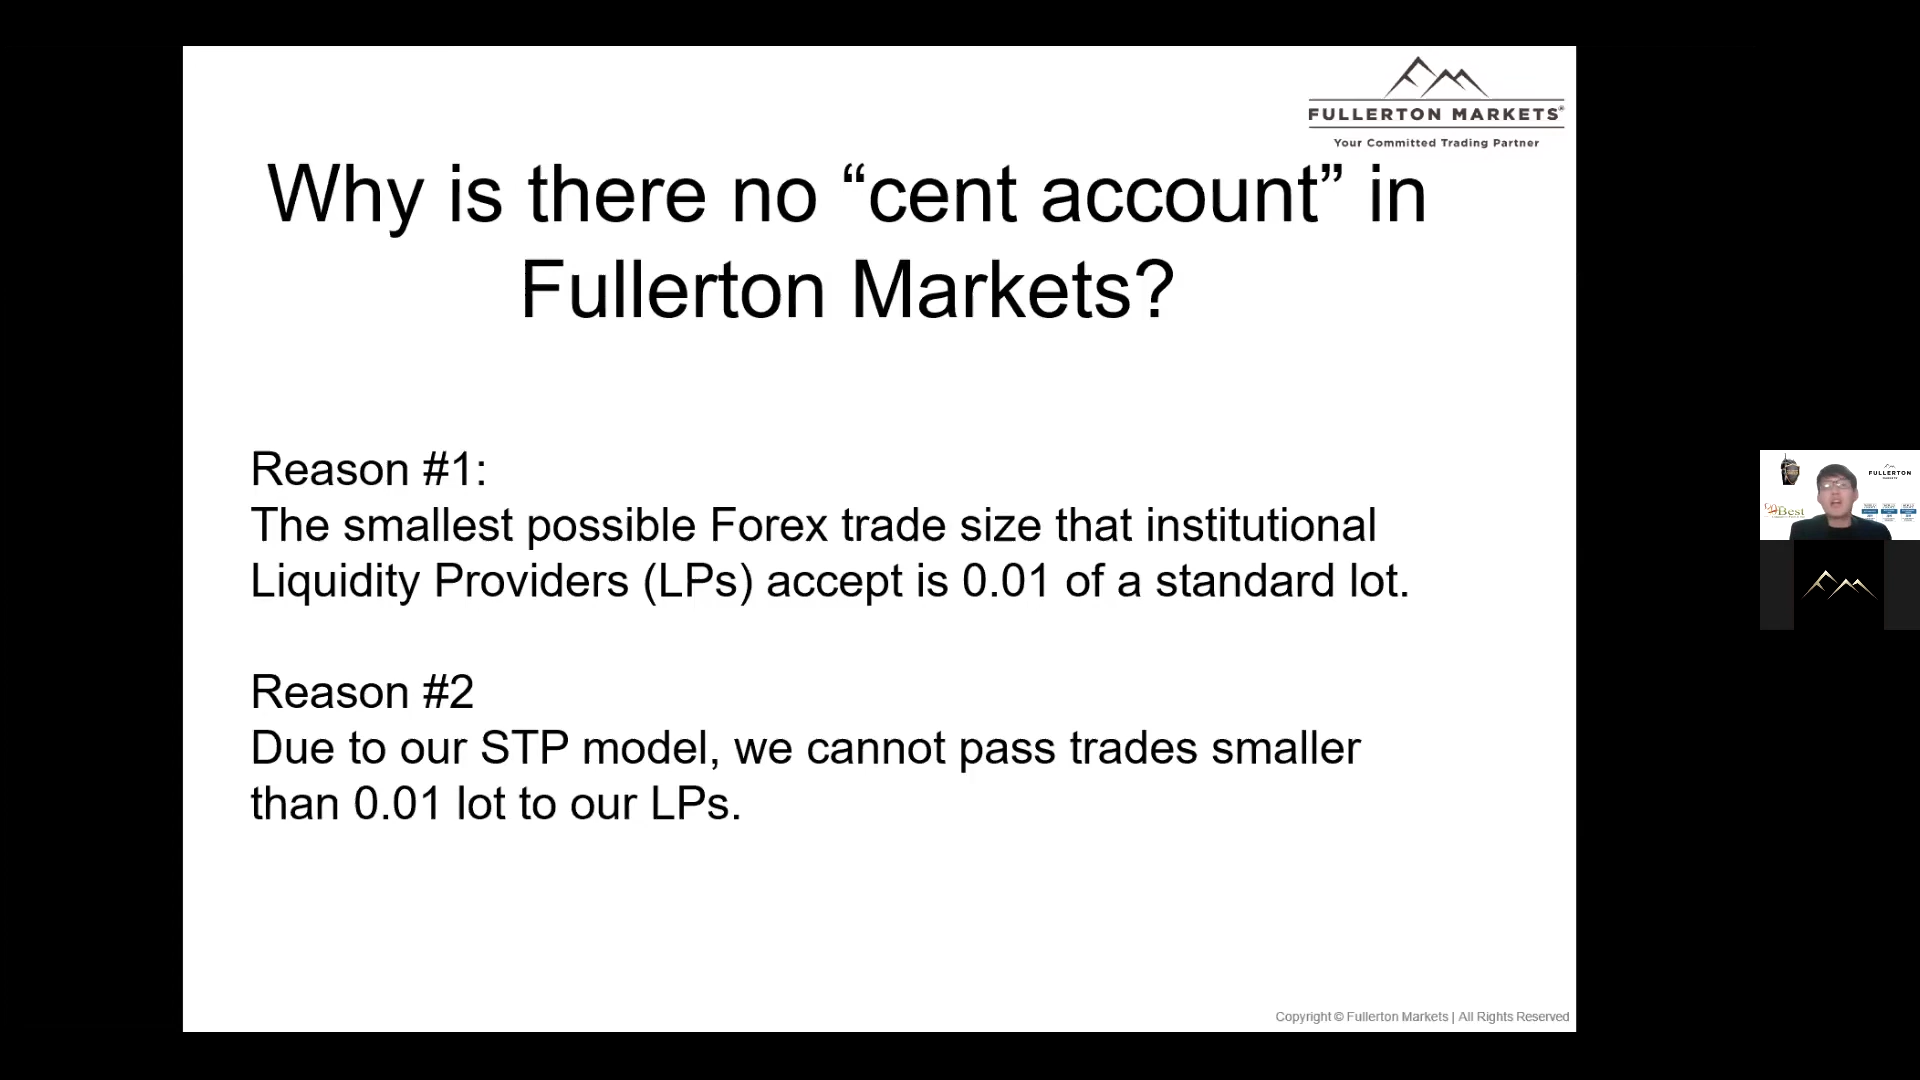 FULLERTON MARKETS®
Your Committed Trading Partner
Why is there no “cent account” in
Fullerton Markets?
Reason #1:
The smallest possible Forex trade size that institutional
Liquidity Providers (LPs) accept is 0.01 of a standard lot.
Reason #2
Due to our STP model, we cannot pass trades smaller
than 0.01 lot to our LPs.
Copyright © Fullerton Markets | All Rights Reserved
FULLERTON
Best